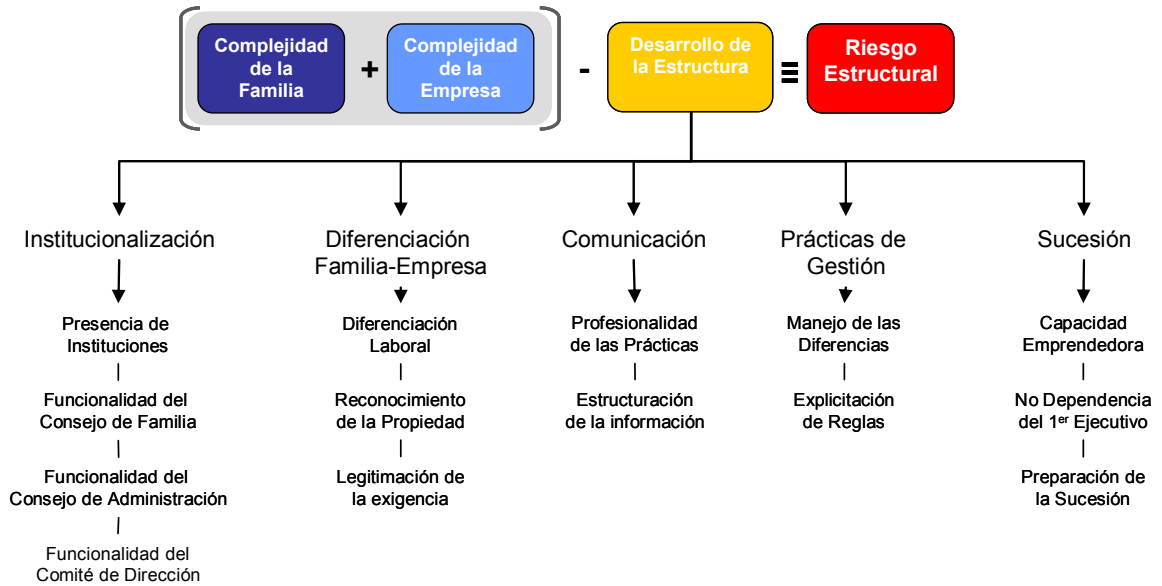 Complejidad
de la
Familia
+
Complejidad
de la
Empresa
-
Desarrollo de
la Estructura
≡
Riesgo
Estructural
Institucionalización
Presencia de
Instituciones
Funcionalidad del
Consejo de Familia
Funcionalidad del
Consejo de Administración
Funcionalidad del
Comité de Dirección
Diferenciación
Familia-Empresa
Diferenciación
Laboral
Reconocimiento
de la Propiedad
Legitimación de
la exigencia
Comunicación
Profesionalidad
de las Prácticas
Estructuración
de la información
Prácticas de
Gestión
Manejo de las
Diferencias
Explicitación
de Reglas
Sucesión
Capacidad
Emprendedora
No Dependencia
del 1er Ejecutivo
Preparación de
la Sucesión